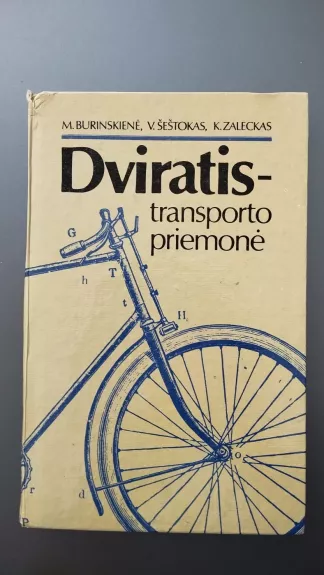 M. BURINSKIENĖ, V. ŠEŠTOKAS, K. ZALECKAS
Dviratis-
transporto
priemonė
G
h
T
t
H
o
r
d
P